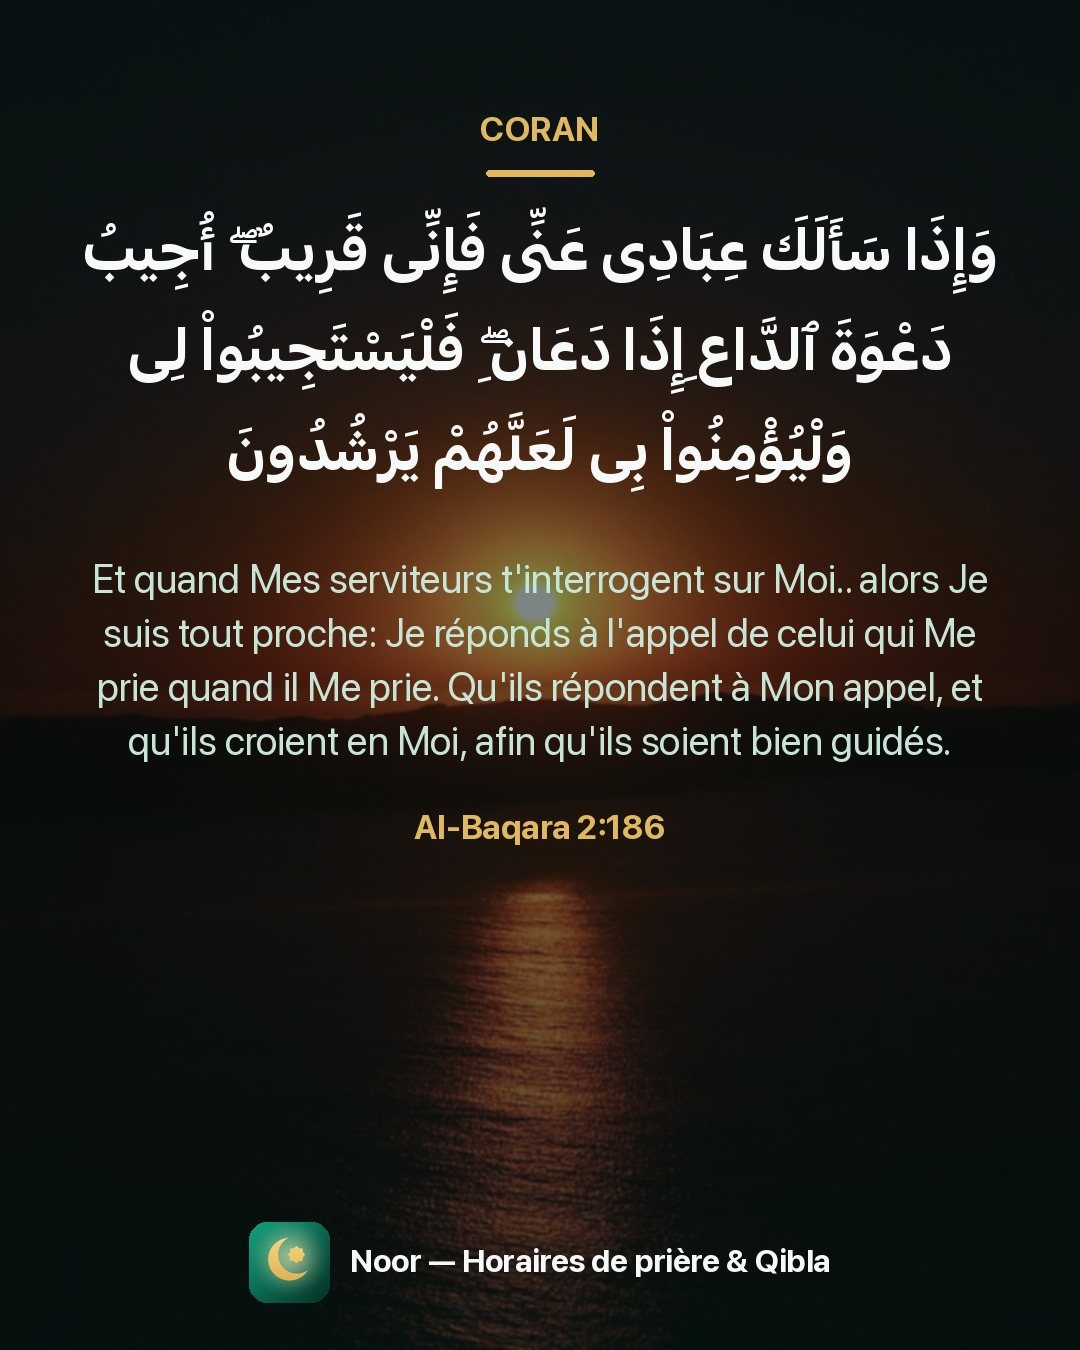 CORAN
وَإِذَا سَأَلَكَ عِبَادِى عَنِّى فَإِنِّى قَرِيبٌ ۖ أُجِيبُ
دَعْوَةَ ٱلدَّاعِ إِذَا دَعَانِ ۖ فَلْيَسْتَجِيبُوا۟ لِى
وَلْيُؤْمِنُوا۟ بِى لَعَلَّهُمْ يَرْشُدُونَ
Et quand Mes serviteurs t'interrogent sur Moi.. alors Je
suis tout proche: Je réponds à l'appel de celui qui Me
prie quand il Me prie. Qu'ils répondent à Mon appel, et
qu'ils croient en Moi, afin qu'ils soient bien guidés.
Al-Baqara 2:186
Noor — Horaires de prière & Qibla